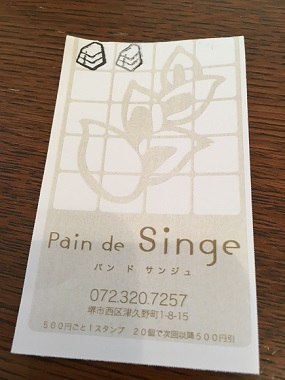 Pain de Singe
パン ド サンジュ
072.320.7257
堺市西区津久野町1-8-15
500円ごと1スタンプ 20個で次回以降500円引